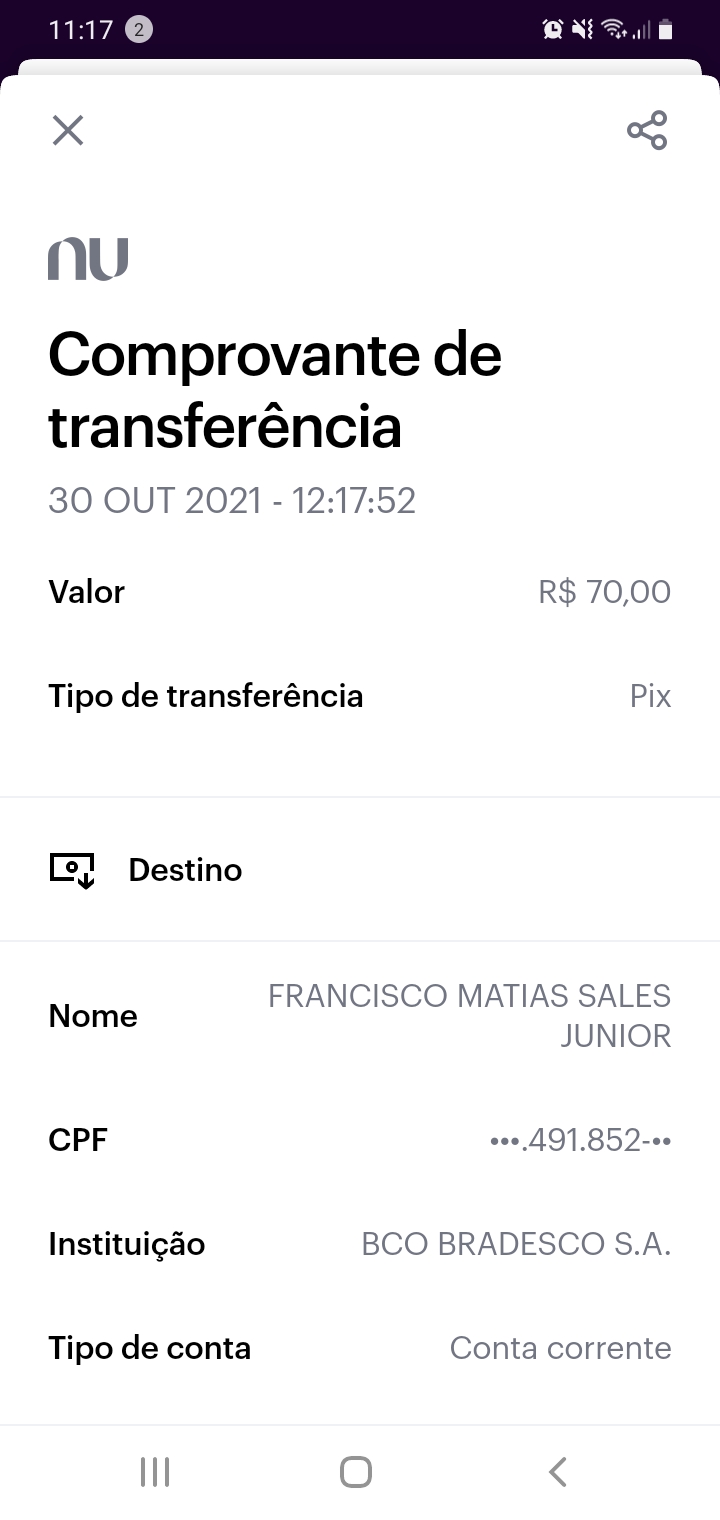 11:17 2
nu
Comprovante de
transferência
30 OUT 2021 - 12:17:52
Valor R$ 70,00
Tipo de transferência Pix
Destino
Nome FRANCISCO MATIAS SALES
JUNIOR
CPF •••.491.852-••
Instituição BCO BRADESCO S.A.
Tipo de conta Conta corrente